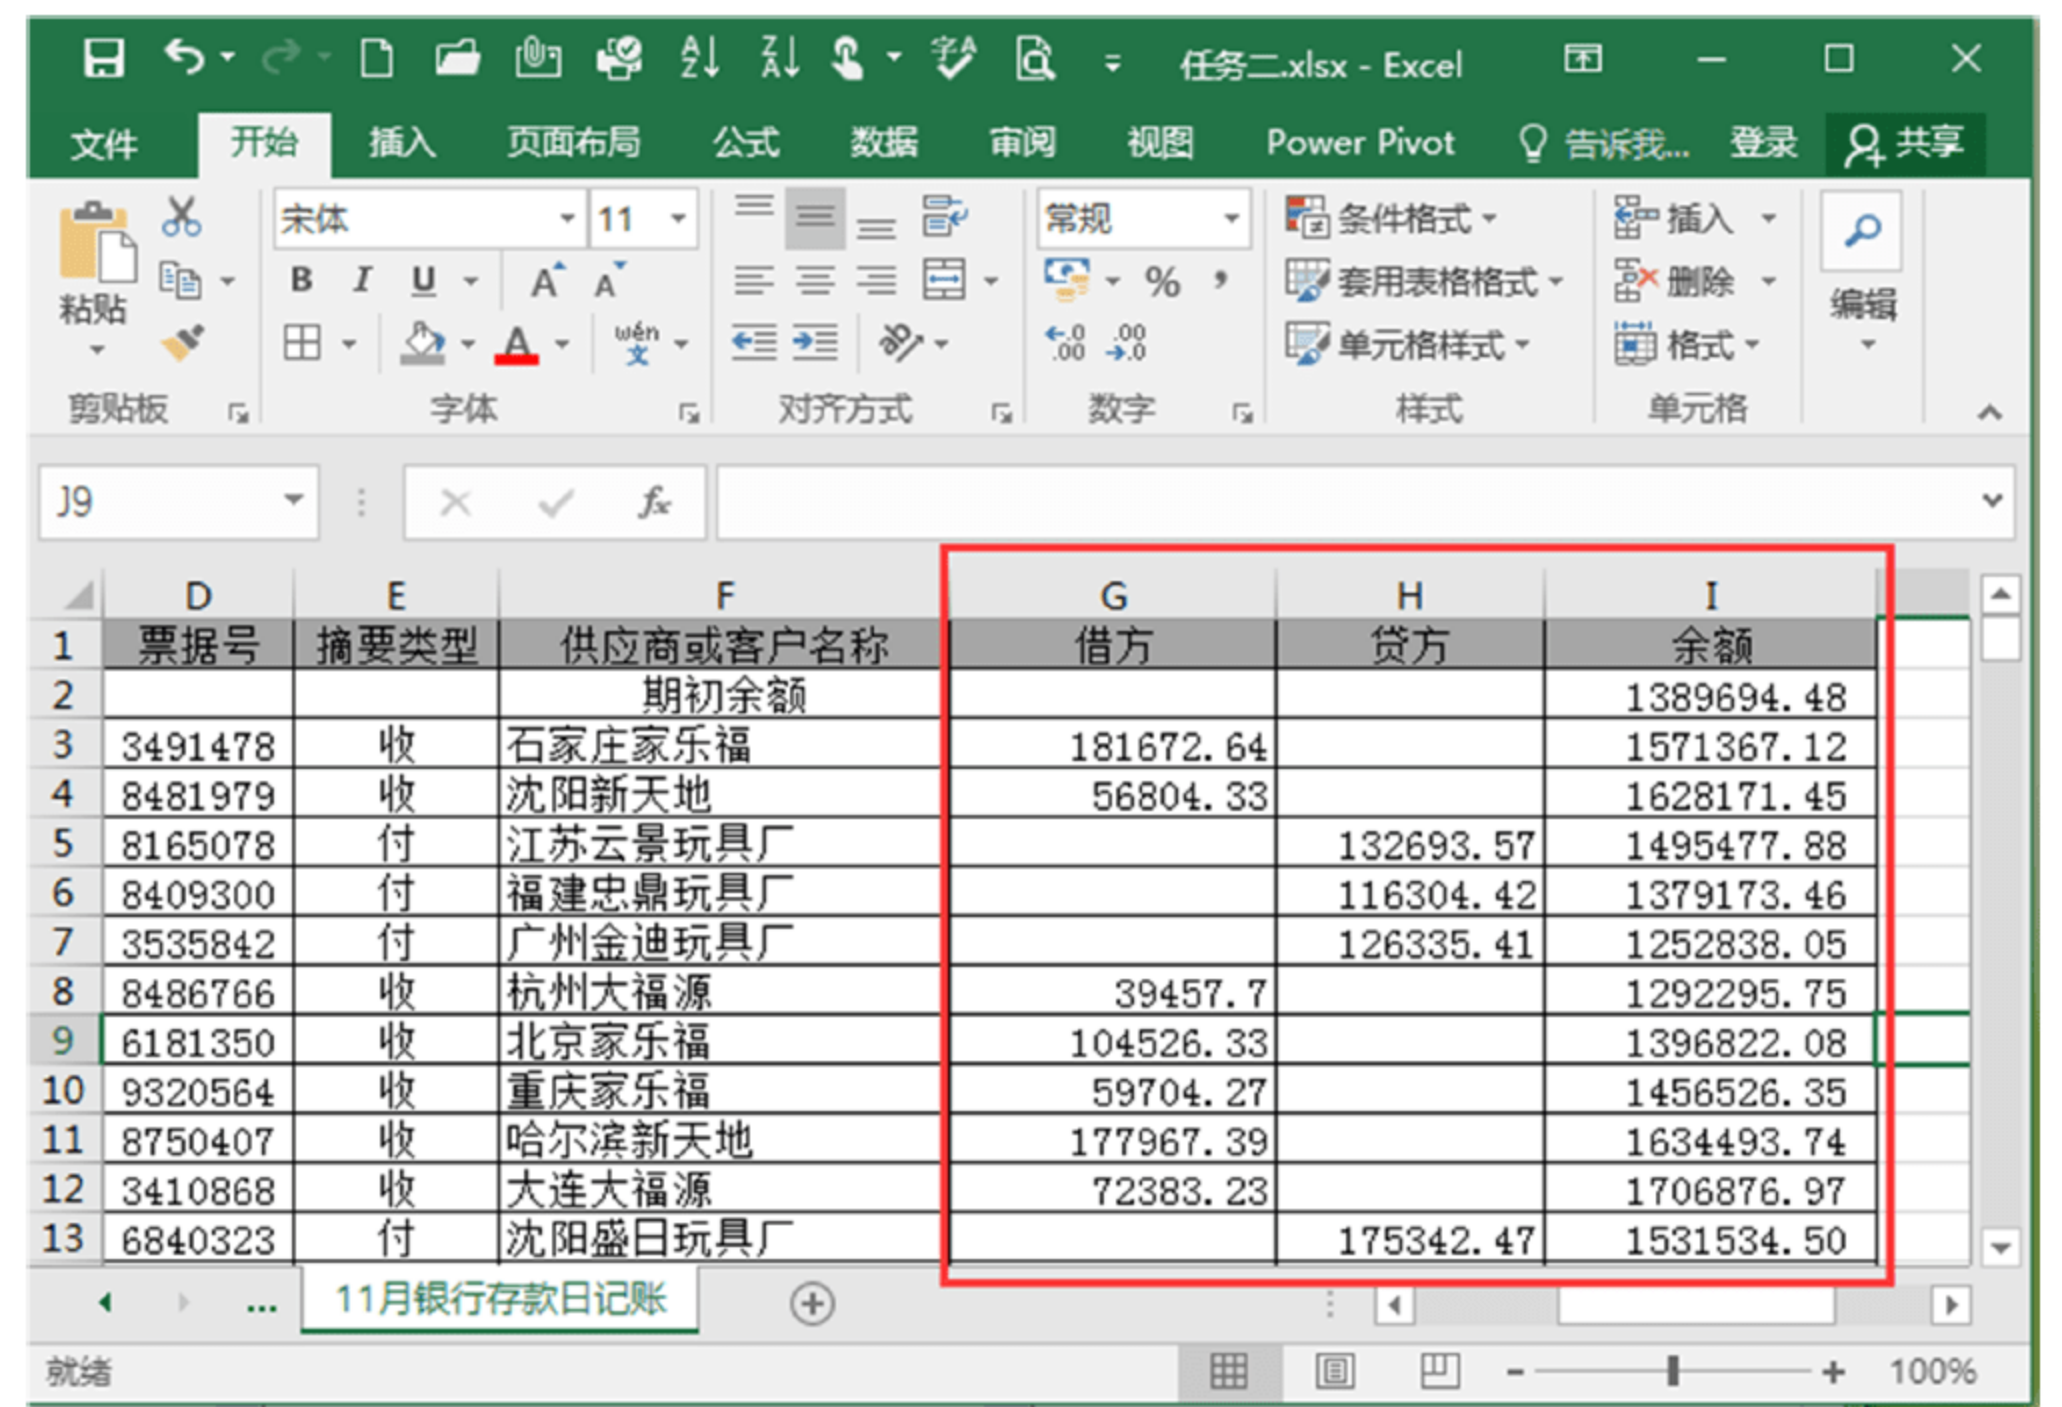 任务二.xlsx - Excel
文件 开始 插入 页面布局 公式 数据 审阅 视图 Power Pivot 告诉我... 登录 共享
宋体 11 常规 条件格式 插入
粘贴 B I U A A % , 套用表格格式 删除 编辑
A wén 文 ab .0 .00 .00 .0 单元格样式 格式
剪贴板 字体 对齐方式 数字 样式 单元格
J9 fx
D E F G H I
1 票据号 摘要类型 供应商或客户名称 借方 贷方 余额
2 期初余额 1389694.48
3 3491478 收 石家庄家乐福 181672.64 1571367.12
4 8481979 收 沈阳新天地 56804.33 1628171.45
5 8165078 付 江苏云景玩具厂 132693.57 1495477.88
6 8409300 付 福建忠鼎玩具厂 116304.42 1379173.46
7 3535842 付 广州金迪玩具厂 126335.41 1252838.05
8 8486766 收 杭州大福源 39457.7 1292295.75
9 6181350 收 北京家乐福 104526.33 1396822.08
10 9320564 收 重庆家乐福 59704.27 1456526.35
11 8750407 收 哈尔滨新天地 177967.39 1634493.74
12 3410868 收 大连大福源 72383.23 1706876.97
13 6840323 付 沈阳盛日玩具厂 175342.47 1531534.50
... 11月银行存款日记账
就绪 100%